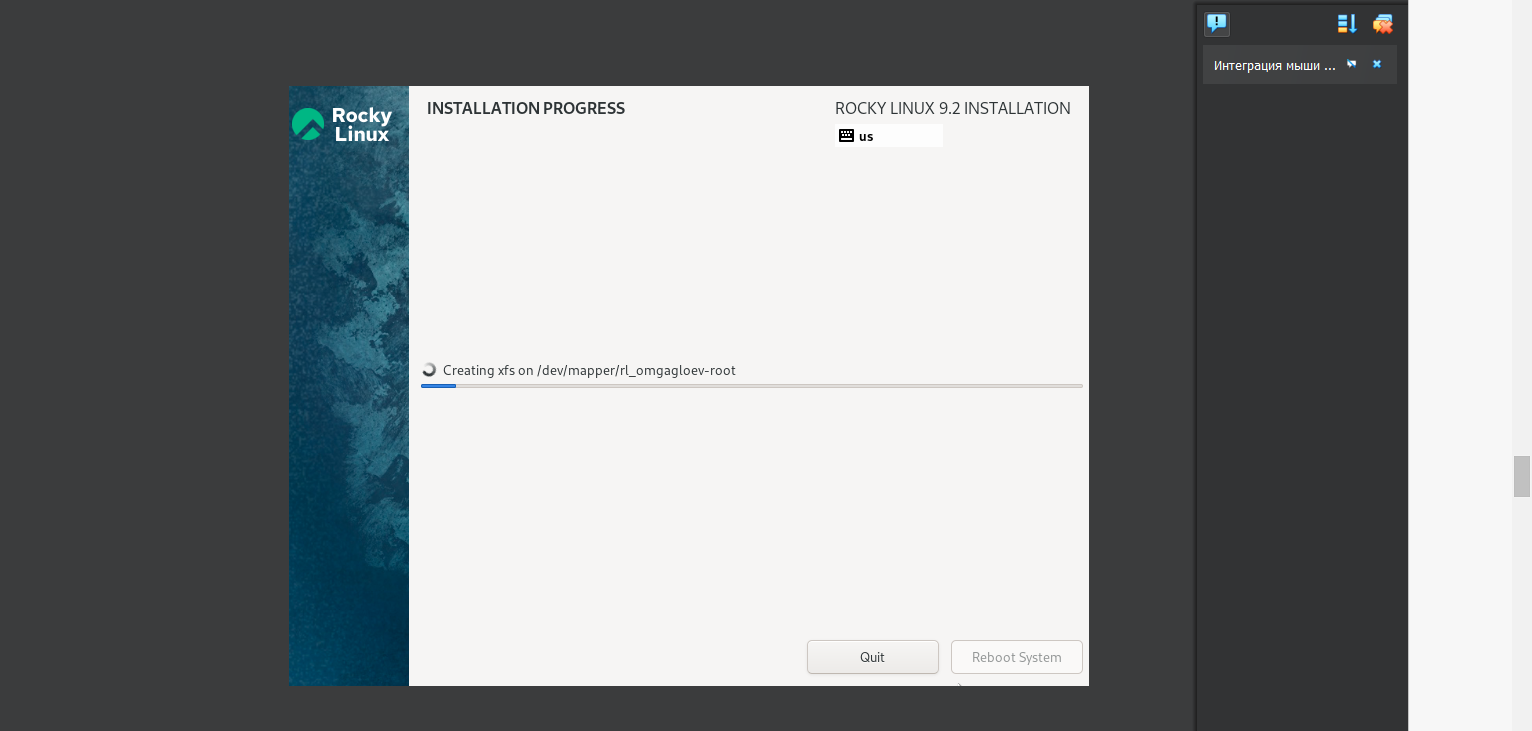 Rocky
Linux
INSTALLATION PROGRESS
ROCKY LINUX 9.2 INSTALLATION
us
Creating xfs on /dev/mapper/rl_omgagloev-root
Quit
Reboot System
Интеграция мыши ...